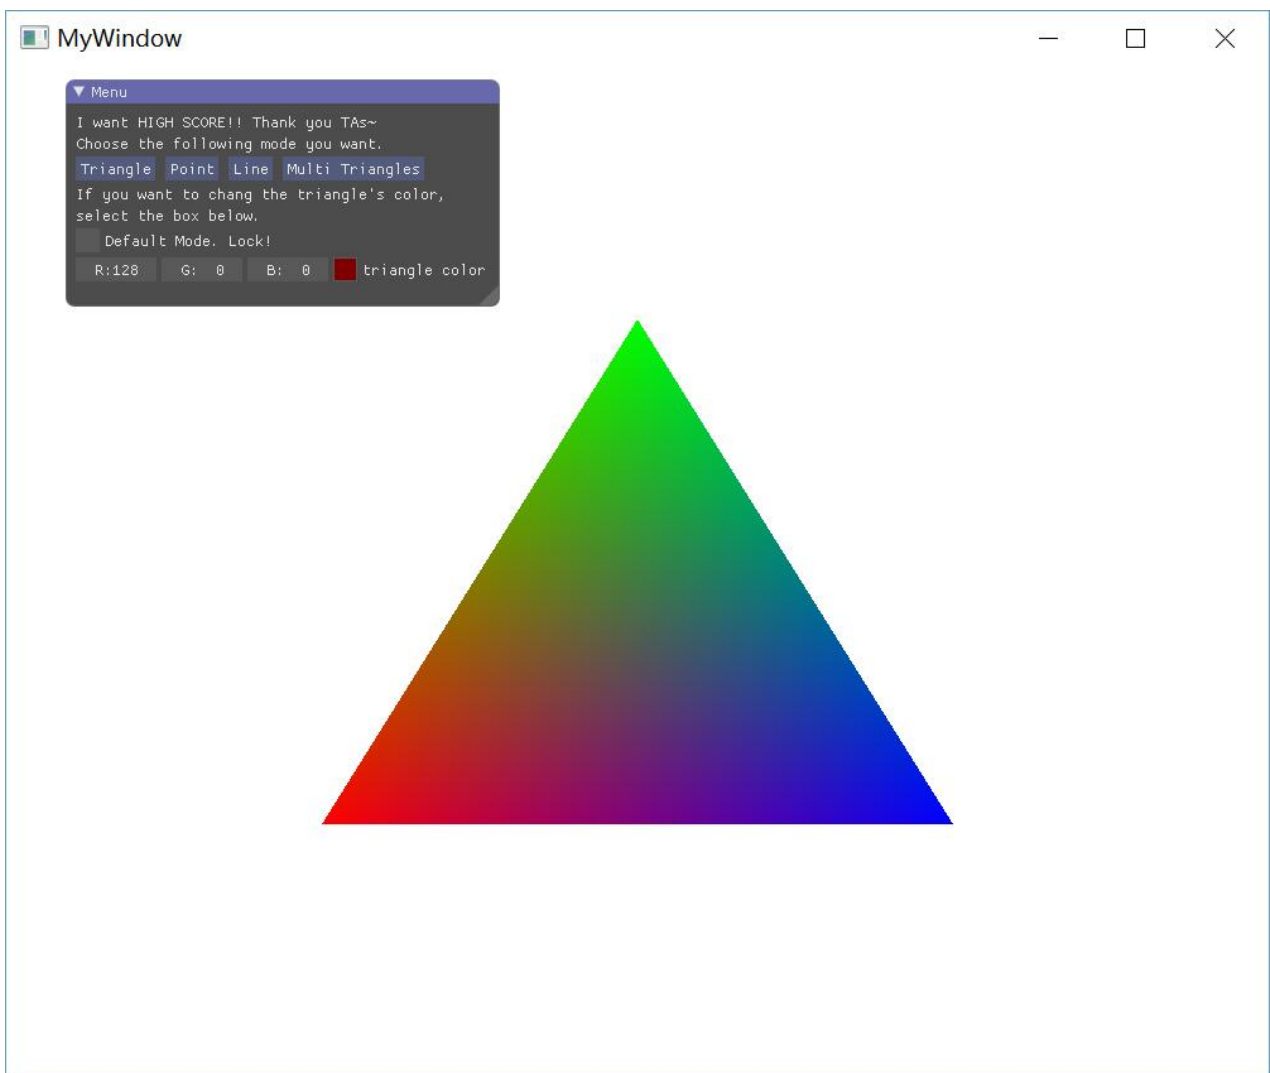 MyWindow
Menu
I want HIGH SCORE!! Thank you TAs~
Choose the following mode you want.
Triangle Point Line Multi Triangles
If you want to chang the triangle's color,
select the box below.
Default Mode. Lock!
R:128 G: 0 B: 0 triangle color